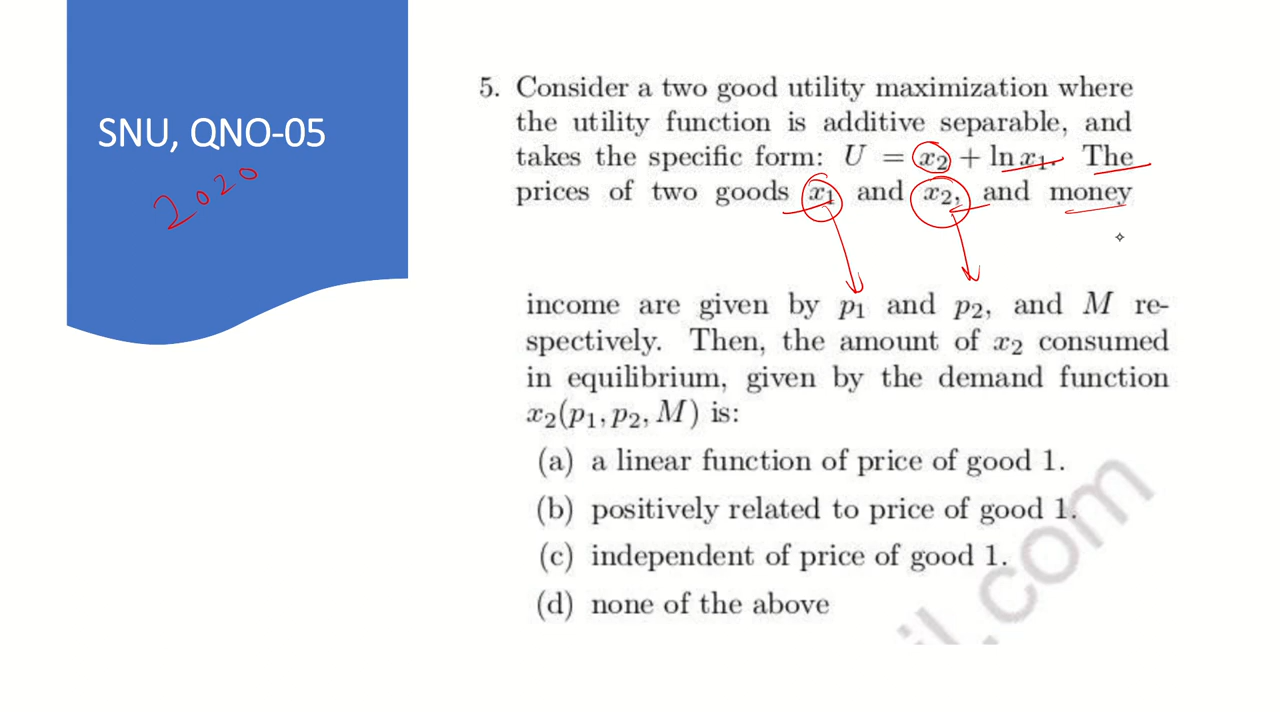 SNU, QNO-05
2020
5. Consider a two good utility maximization where
the utility function is additive separable, and
takes the specific form: U = x₂ + ln x₁. The
prices of two goods x₁ and x₂, and money
income are given by p₁ and p₂, and M re-
spectively. Then, the amount of x₂ consumed
in equilibrium, given by the demand function
x₂(p₁, p₂, M) is:
(a) a linear function of price of good 1.
(b) positively related to price of good 1.
(c) independent of price of good 1.
(d) none of the above
il.com